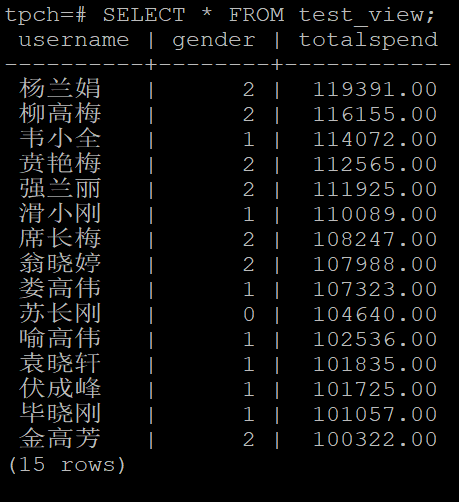 tpch=# SELECT * FROM test_view;
username | gender | totalspend
----------+--------+------------
杨兰娟 | 2 | 119391.00
柳高梅 | 2 | 116155.00
韦小全 | 1 | 114072.00
贲艳梅 | 2 | 112565.00
强兰丽 | 2 | 111925.00
滑小刚 | 1 | 110089.00
席长梅 | 2 | 108247.00
翁晓婷 | 2 | 107988.00
娄高伟 | 1 | 107323.00
苏长刚 | 0 | 104640.00
喻高伟 | 1 | 102536.00
袁晓轩 | 1 | 101835.00
伏成峰 | 1 | 101725.00
毕晓刚 | 1 | 101057.00
金高芳 | 2 | 100322.00
(15 rows)